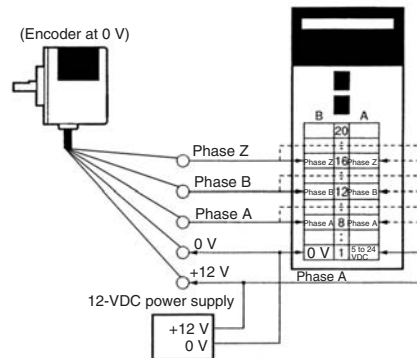 (Encoder at 0 V)
B A
20
Phase Z 16 Phase Z
Phase B 12 Phase B
Phase A 8 Phase A
0 V 1 5 to 24 VDC
Phase Z
Phase B
Phase A
0 V
+12 V
Phase A
12-VDC power supply
+12 V
0 V